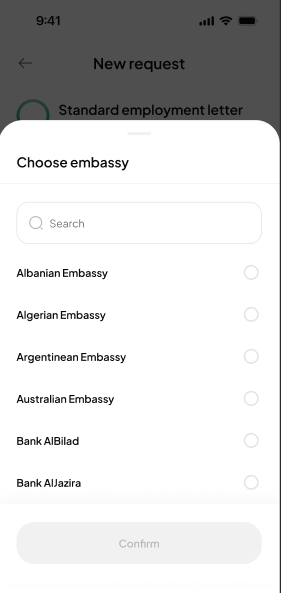 9:41
New request
Standard employment letter
Choose embassy
Search
Albanian Embassy
Algerian Embassy
Argentinean Embassy
Australian Embassy
Bank AlBilad
Bank AlJazira
Confirm